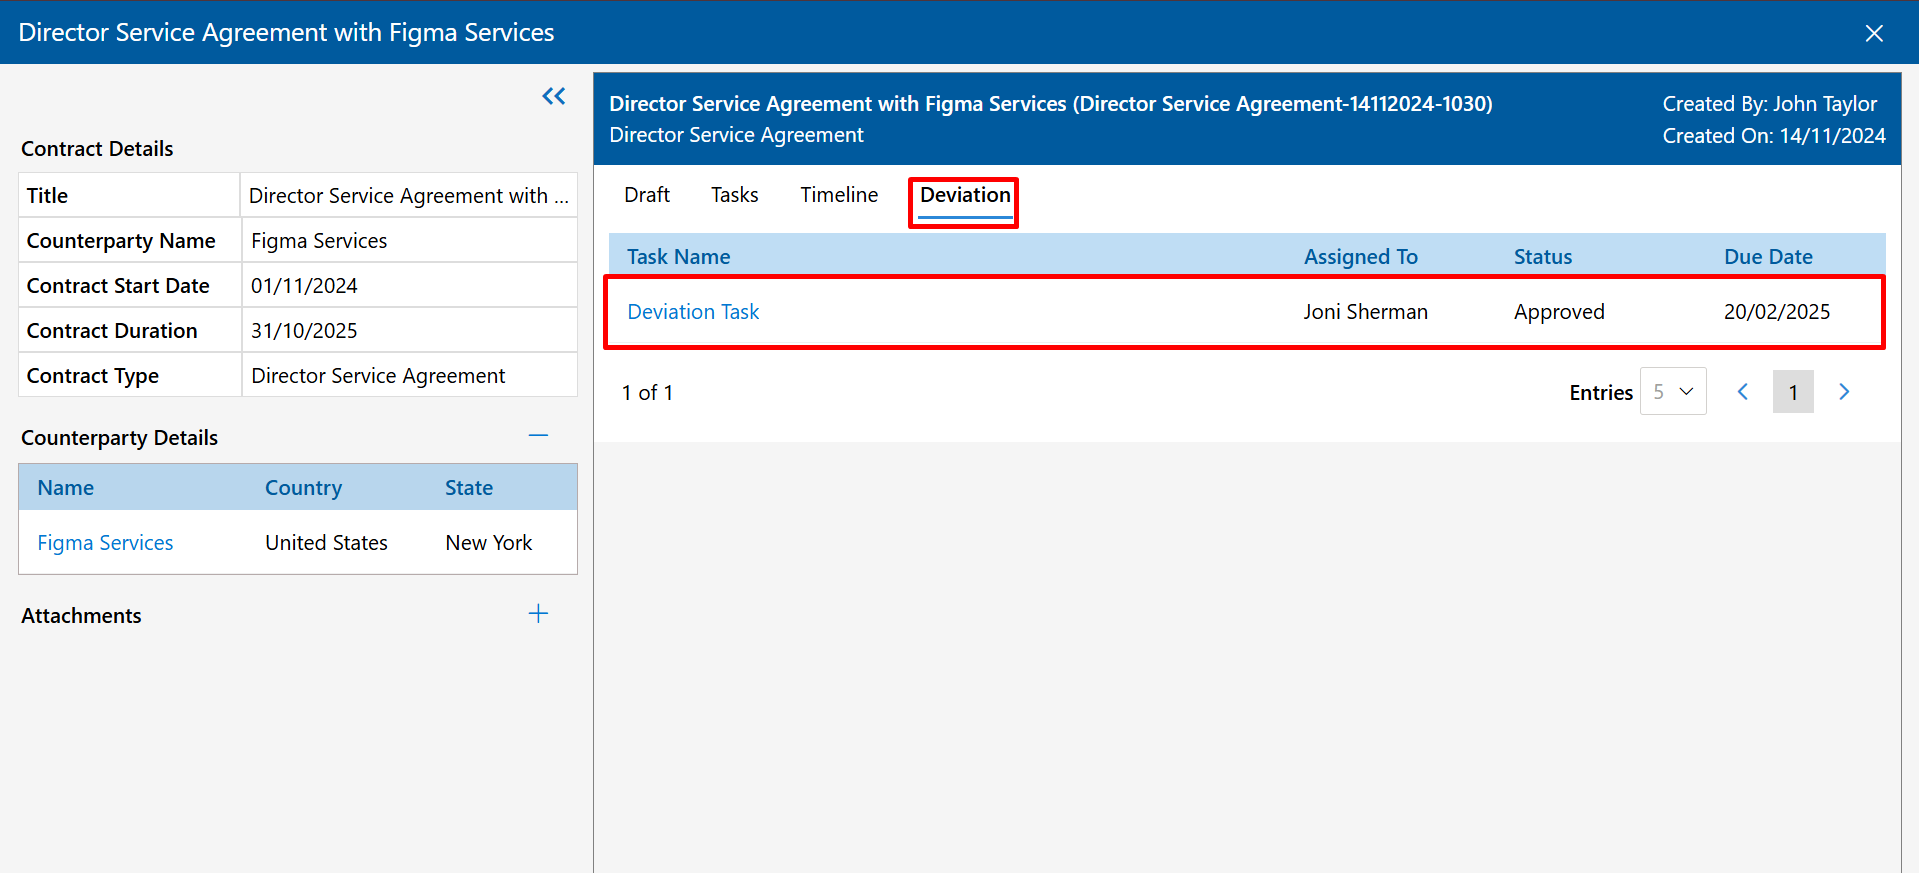 Director Service Agreement with Figma Services
Contract Details
Title Director Service Agreement with ...
Counterparty Name Figma Services
Contract Start Date 01/11/2024
Contract Duration 31/10/2025
Contract Type Director Service Agreement
Counterparty Details
Name Country State
Figma Services United States New York
Attachments
Director Service Agreement with Figma Services (Director Service Agreement-14112024-1030)
Director Service Agreement
Created By: John Taylor
Created On: 14/11/2024
Draft Tasks Timeline Deviation
Task Name Assigned To Status Due Date
Deviation Task Joni Sherman Approved 20/02/2025
1 of 1 Entries 5 1